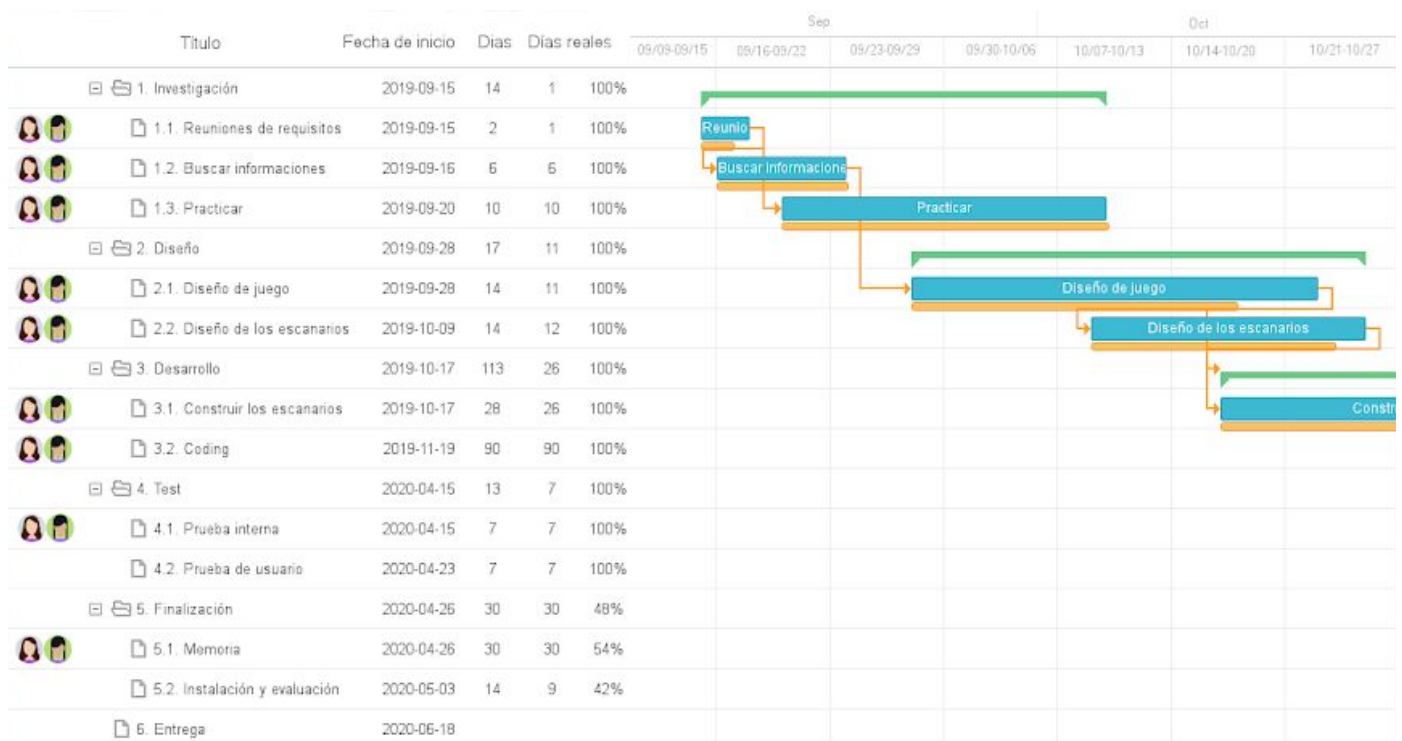 Sep Oct
Título Fecha de inicio Dias Días reales 09/09-09/15 09/16-09/22 09/23-09/29 09/30-10/06 10/07-10/13 10/14-10/20 10/21-10/27
1. Investigación 2019-09-15 14 1 100%
1.1. Reuniones de requisitos 2019-09-15 2 1 100% Reunio
1.2. Buscar informaciones 2019-09-16 6 6 100% Buscar informacione
1.3. Practicar 2019-09-20 10 10 100% Practicar
2. Diseño 2019-09-28 17 11 100%
2.1. Diseño de juego 2019-09-28 14 11 100% Diseño de juego
2.2. Diseño de los escanarios 2019-10-09 14 12 100% Diseño de los escanarios
3. Desarrollo 2019-10-17 113 26 100%
3.1. Construir los escanarios 2019-10-17 28 26 100% Constr
3.2. Coding 2019-11-19 90 90 100%
4. Test 2020-04-15 13 7 100%
4.1. Prueba interna 2020-04-15 7 7 100%
4.2. Prueba de usuario 2020-04-23 7 7 100%
5. Finalización 2020-04-26 30 30 48%
5.1. Memoria 2020-04-26 30 30 54%
5.2. Instalación y evaluación 2020-05-03 14 9 42%
6. Entrega 2020-06-18